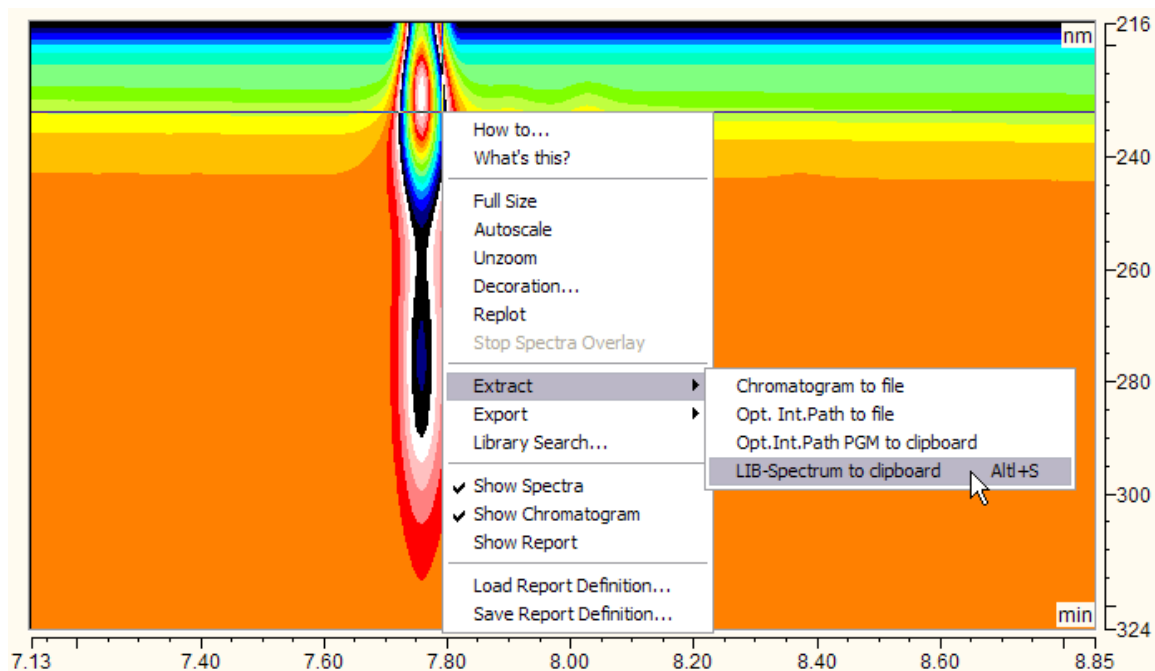 nm
216
240
260
280
300
324
How to...
What's this?
Full Size
Autoscale
Unzoom
Decoration...
Replot
Stop Spectra Overlay
Extract
Export
Library Search...
Show Spectra
Show Chromatogram
Show Report
Load Report Definition...
Save Report Definition...
Chromatogram to file
Opt. Int.Path to file
Opt.Int.Path PGM to clipboard
LIB-Spectrum to clipboard Altl+S
min
7.13 7.40 7.60 7.80 8.00 8.20 8.40 8.60 8.85